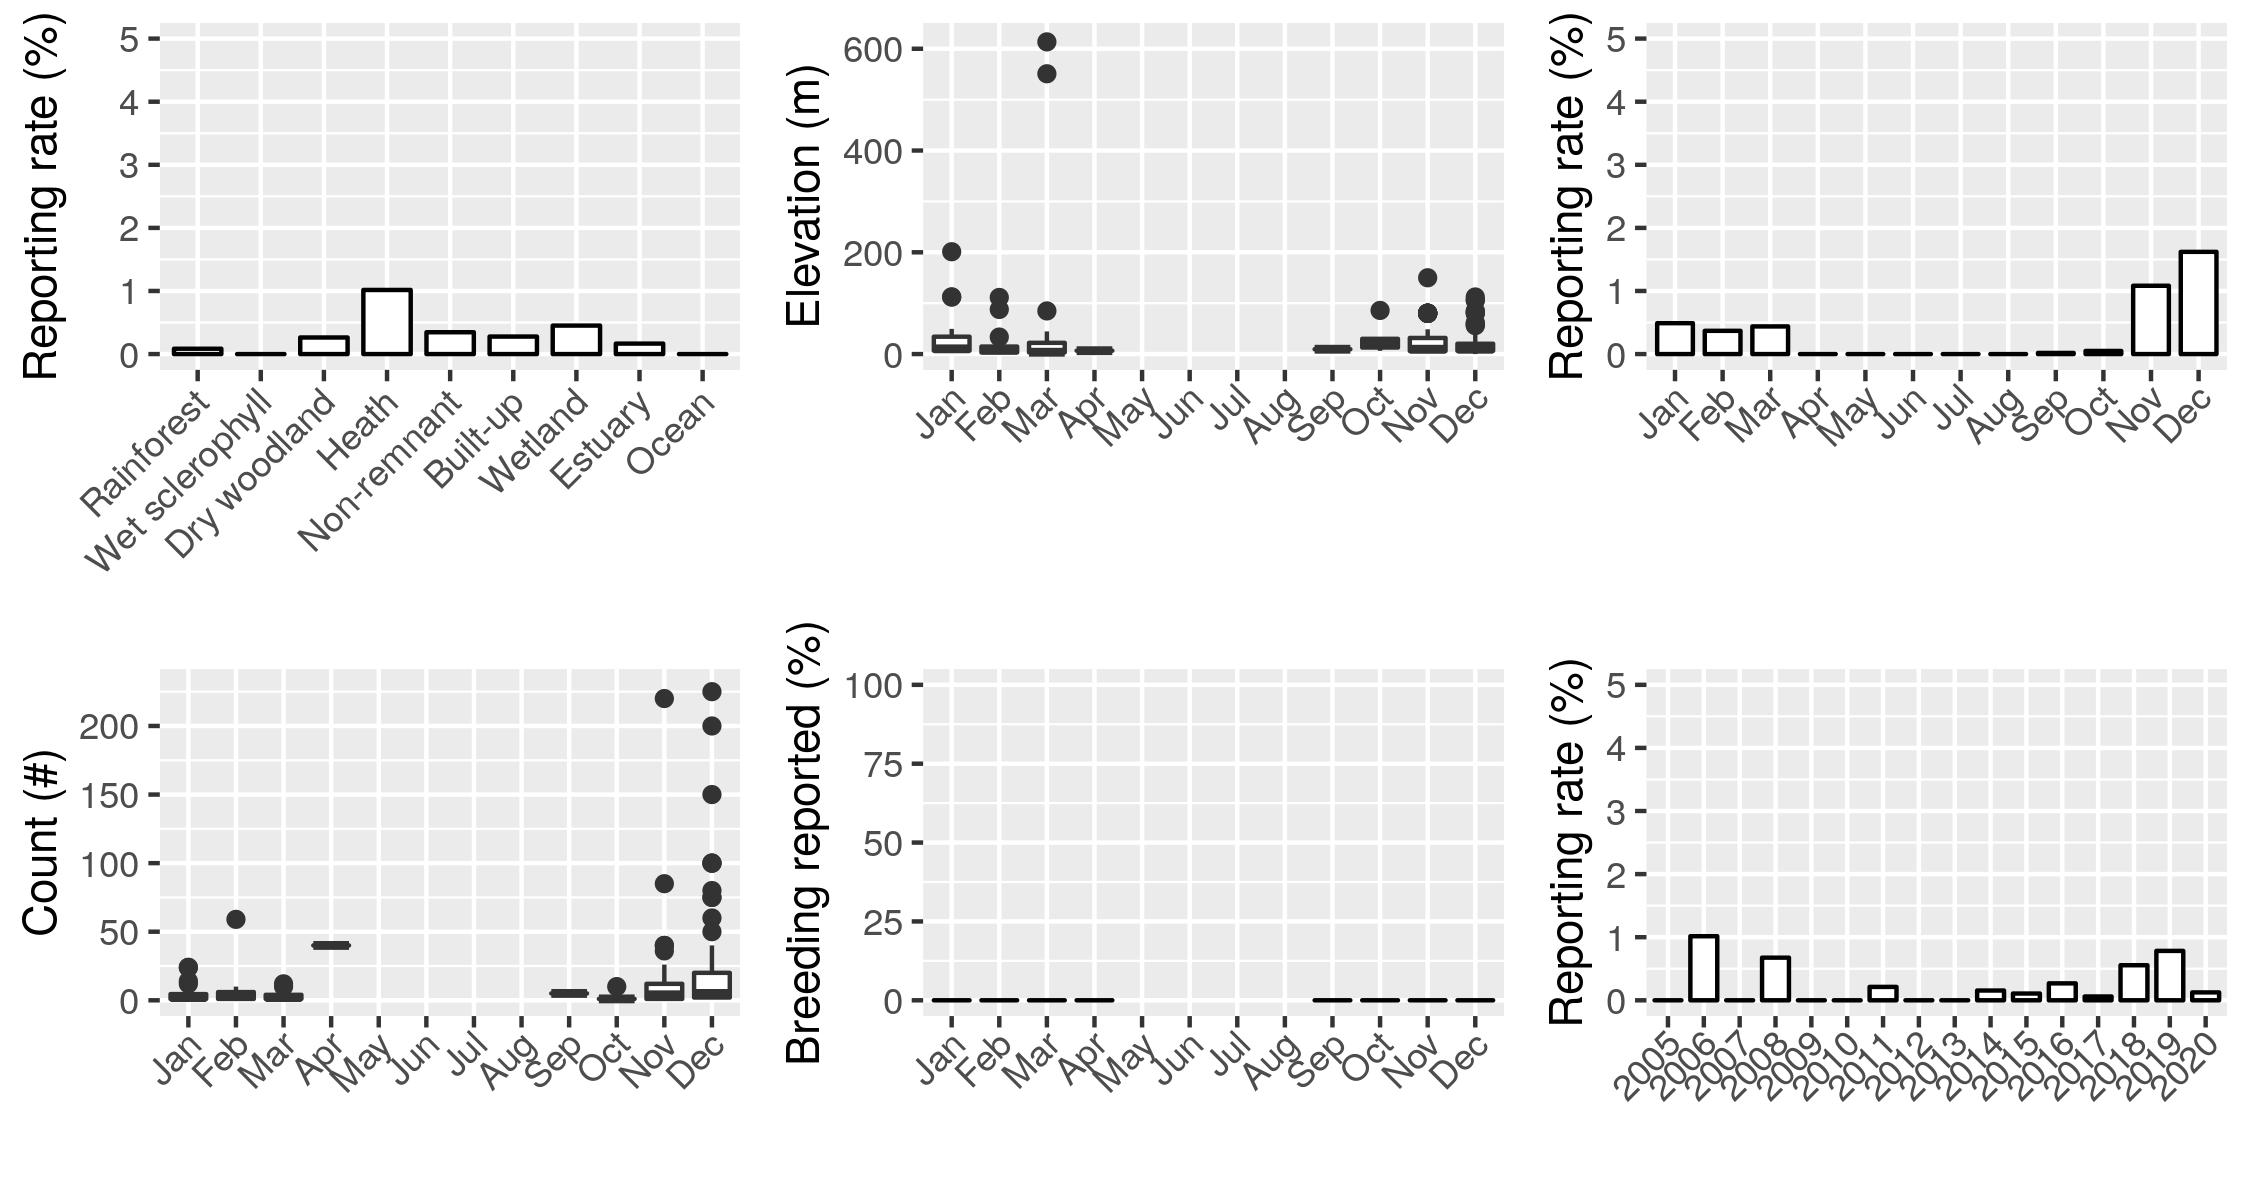 Reporting rate (%)
5
4
3
2
1
0
Rainforest
Wet sclerophyll
Dry woodland
Heath
Non-remnant
Built-up
Wetland
Estuary
Ocean
Elevation (m)
600
400
200
0
Jan
Feb
Mar
Apr
May
Jun
Jul
Aug
Sep
Oct
Nov
Dec
Reporting rate (%)
5
4
3
2
1
0
Jan
Feb
Mar
Apr
May
Jun
Jul
Aug
Sep
Oct
Nov
Dec
Count (#)
200
150
100
50
0
Jan
Feb
Mar
Apr
May
Jun
Jul
Aug
Sep
Oct
Nov
Dec
Breeding reported (%)
100
75
50
25
0
Jan
Feb
Mar
Apr
May
Jun
Jul
Aug
Sep
Oct
Nov
Dec
Reporting rate (%)
5
4
3
2
1
0
2005
2006
2007
2008
2009
2010
2011
2012
2013
2014
2015
2016
2017
2018
2019
2020